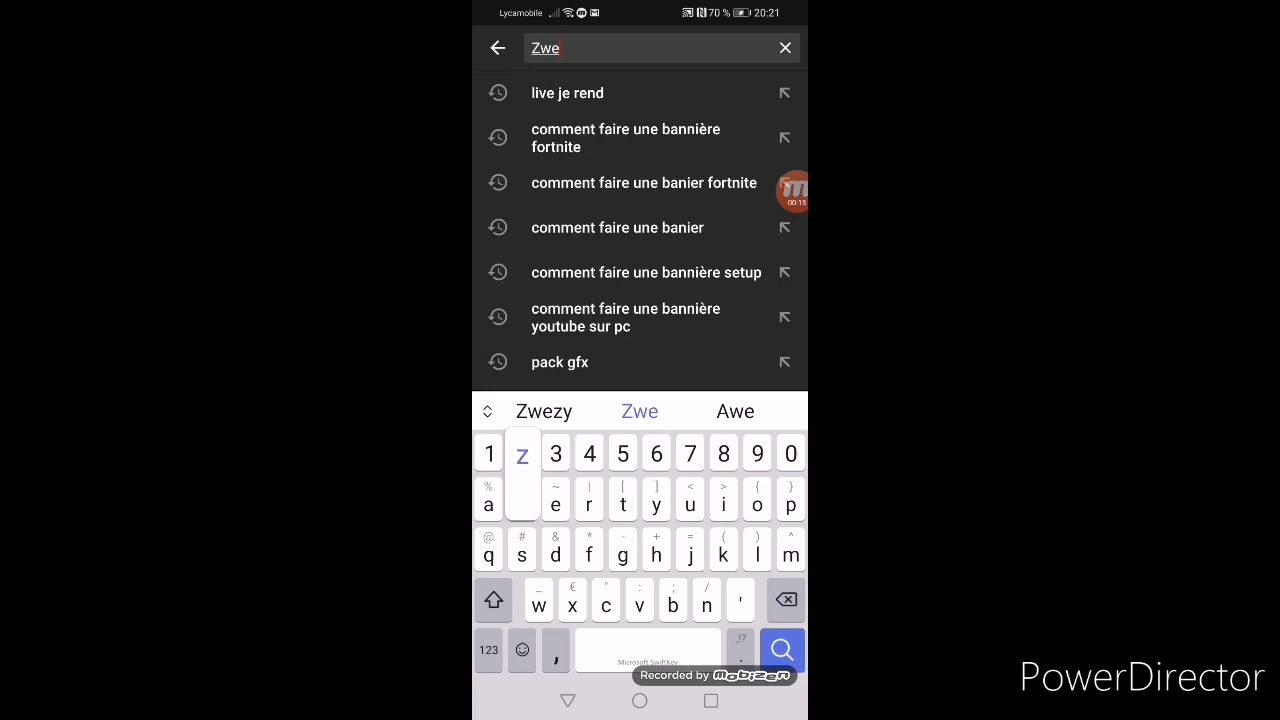 Lycamobile 70 % 20:21
Zwe
live je rend
comment faire une bannière
fortnite
comment faire une banier fortnite
00:15
comment faire une banier
comment faire une bannière setup
comment faire une bannière
youtube sur pc
pack gfx
Zwezy Zwe Awe
1 z 3 4 5 6 7 8 9 0
% ~ | [ ] < > { }
a e r t y u i o p
@ # & * - + = ( ) ^
q s d f g h j k l m
_ € " : ; /
w x c v b n '
,!?
123 , .
Microsoft SwiftKey
Recorded by mobizen
PowerDirector